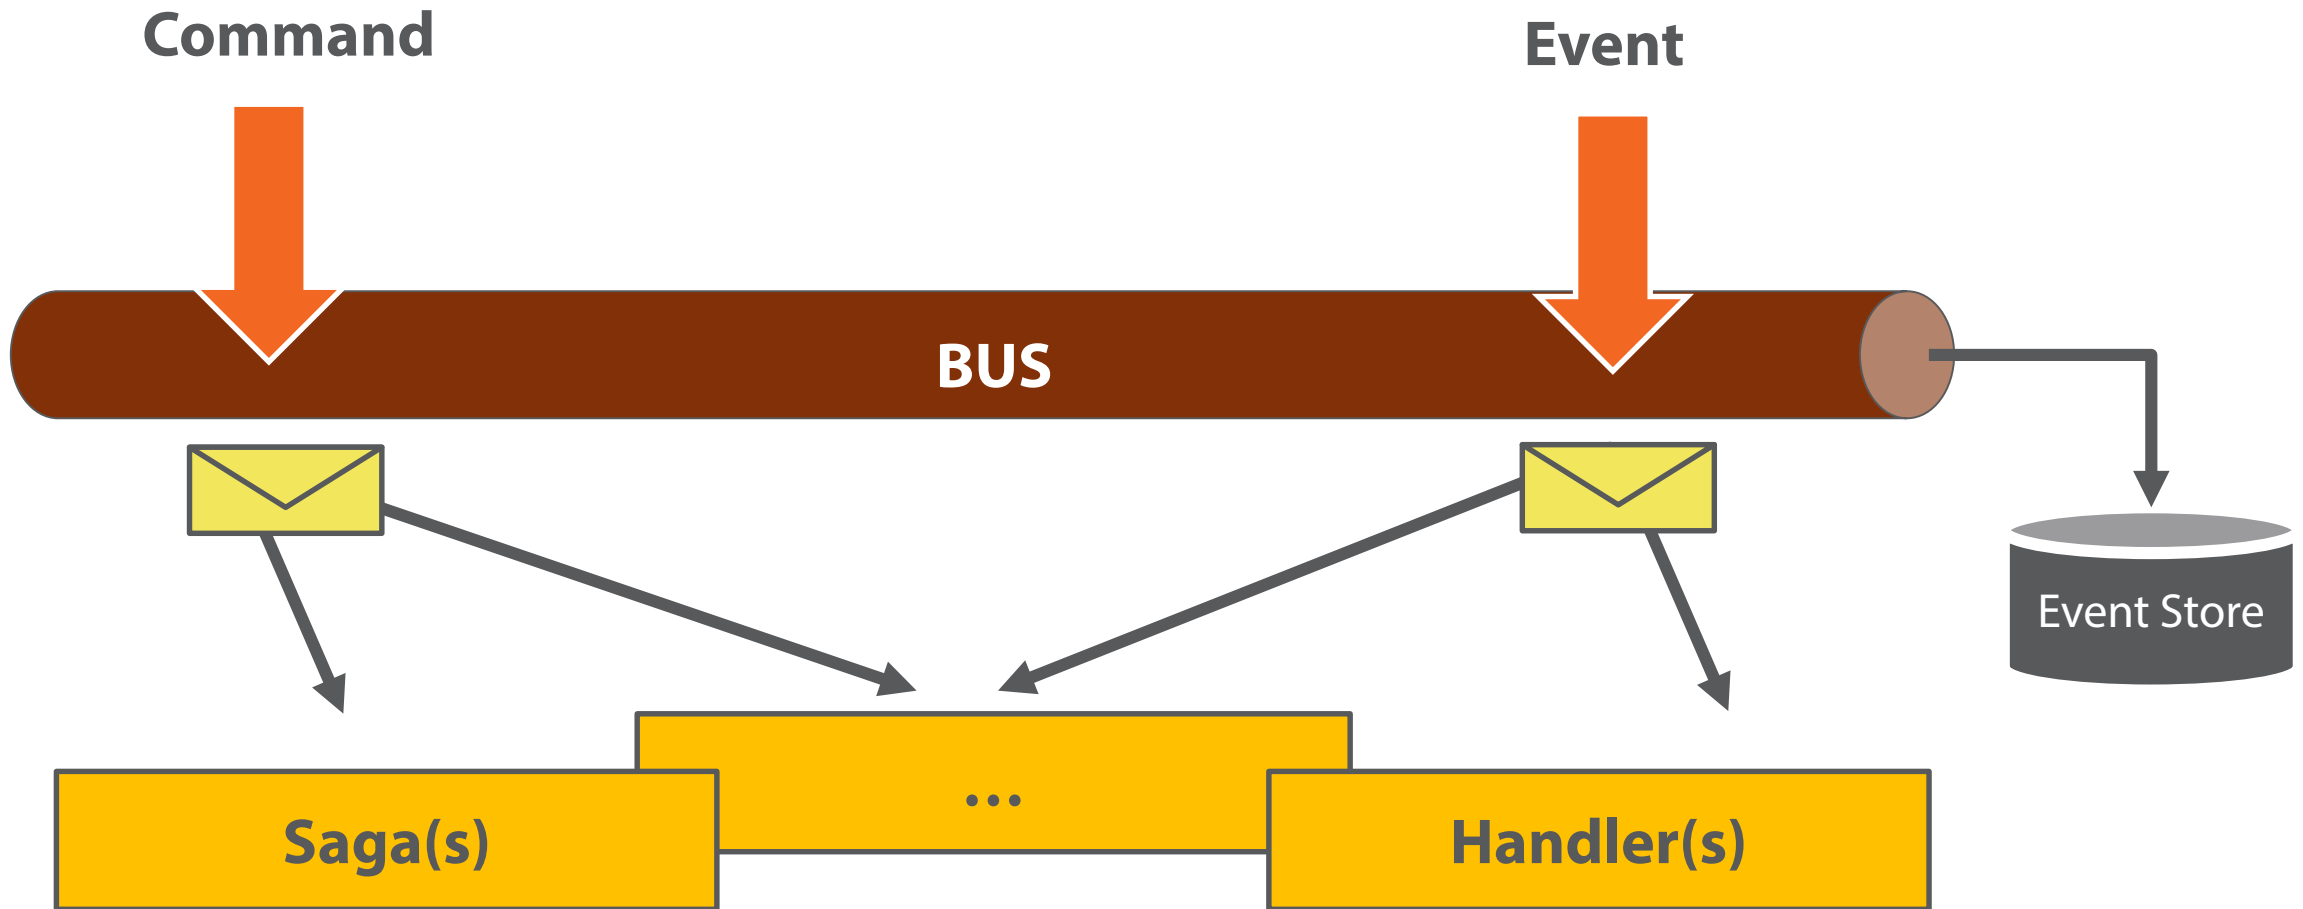 Command
Event
BUS
Event Store
...
Saga(s)
Handler(s)